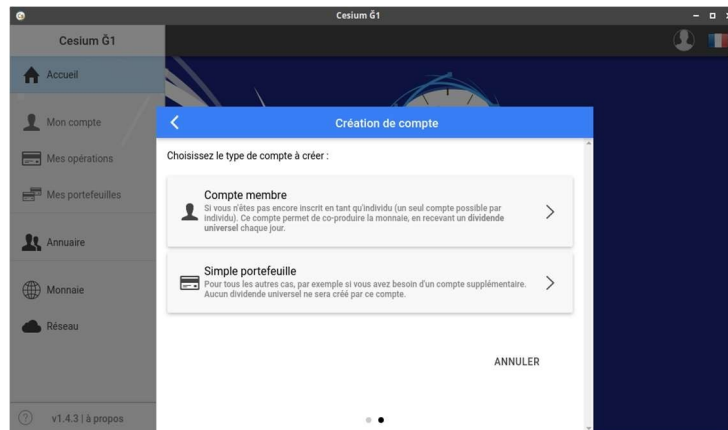 Cesium Ğ1
Cesium Ğ1
Accueil
Mon compte
Mes opérations
Mes portefeuilles
Annuaire
Monnaie
Réseau
v1.4.3 | à propos
Création de compte
Choisissez le type de compte à créer :
Compte membre
Si vous n'êtes pas encore inscrit en tant qu'individu (un seul compte possible par
individu). Ce compte permet de co-produire la monnaie, en recevant un dividende
universel chaque jour.
Simple portefeuille
Pour tous les autres cas, par exemple si vous avez besoin d'un compte supplémentaire.
Aucun dividende universel ne sera créé par ce compte.
ANNULER